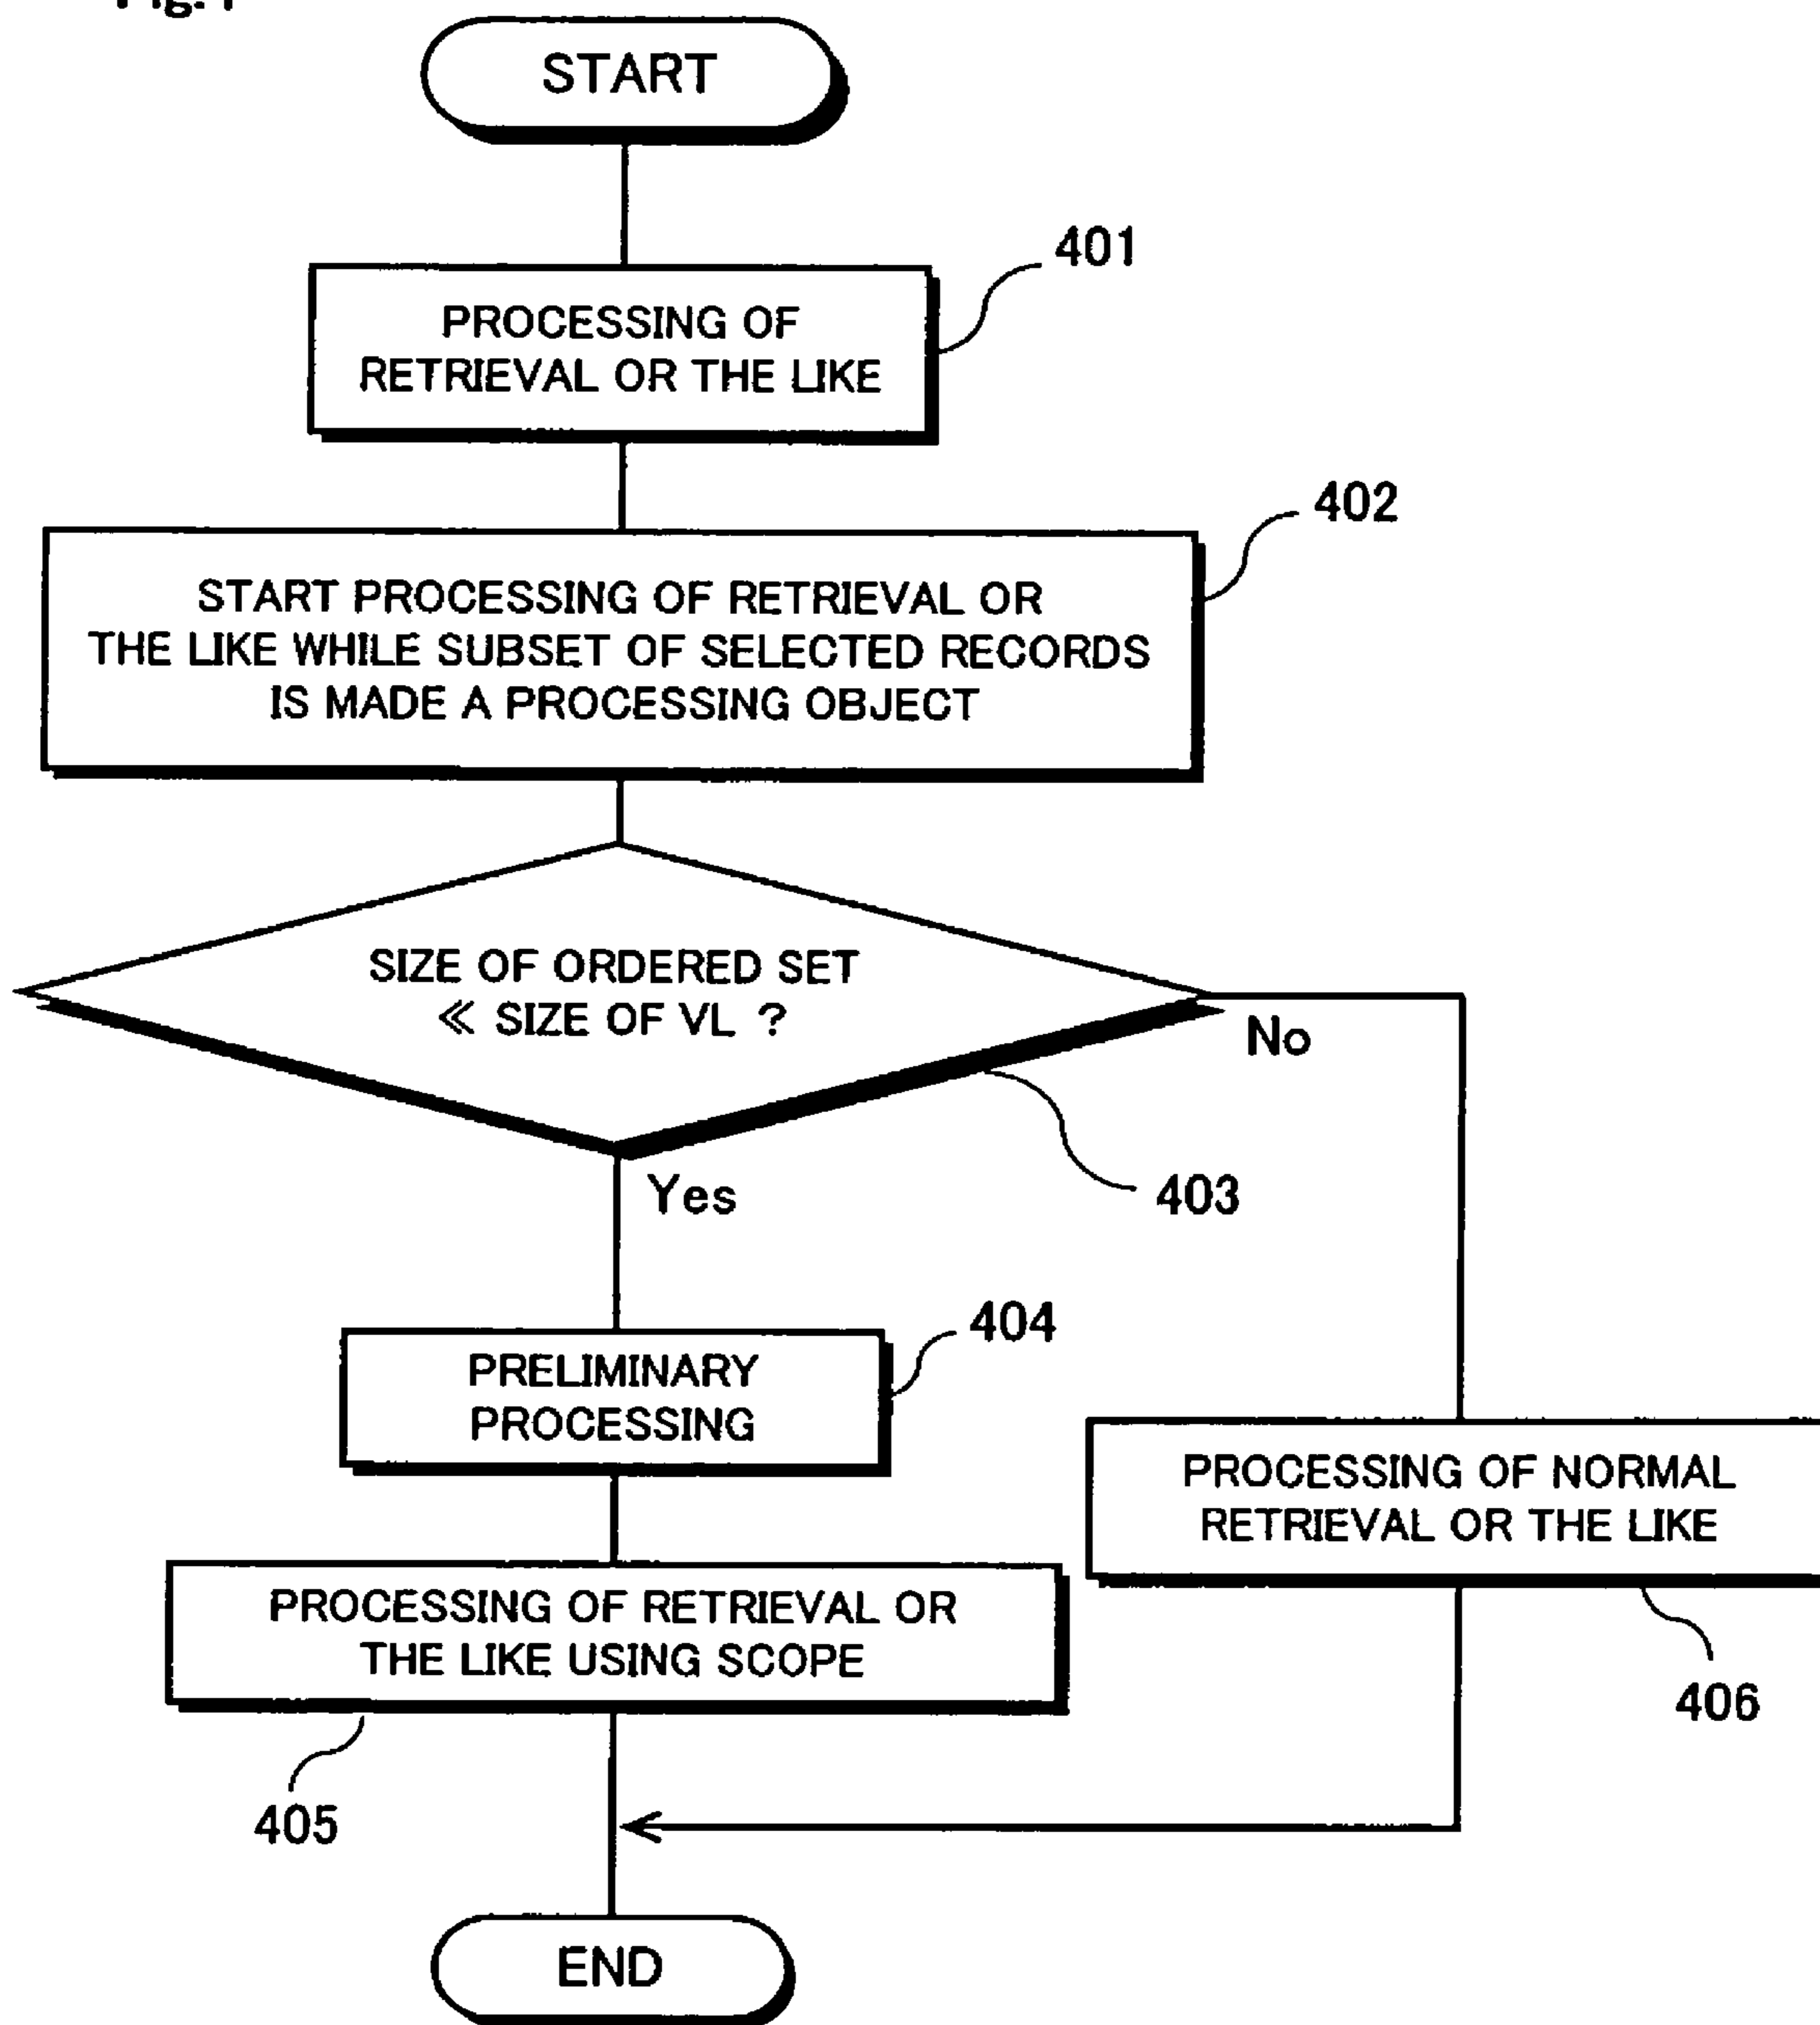 START
401
PROCESSING OF
RETRIEVAL OR THE LIKE
402
START PROCESSING OF RETRIEVAL OR
THE LIKE WHILE SUBSET OF SELECTED RECORDS
IS MADE A PROCESSING OBJECT
SIZE OF ORDERED SET
≪ SIZE OF VL ?
No
Yes
403
404
PRELIMINARY
PROCESSING
PROCESSING OF NORMAL
RETRIEVAL OR THE LIKE
PROCESSING OF RETRIEVAL OR
THE LIKE USING SCOPE
406
405
END